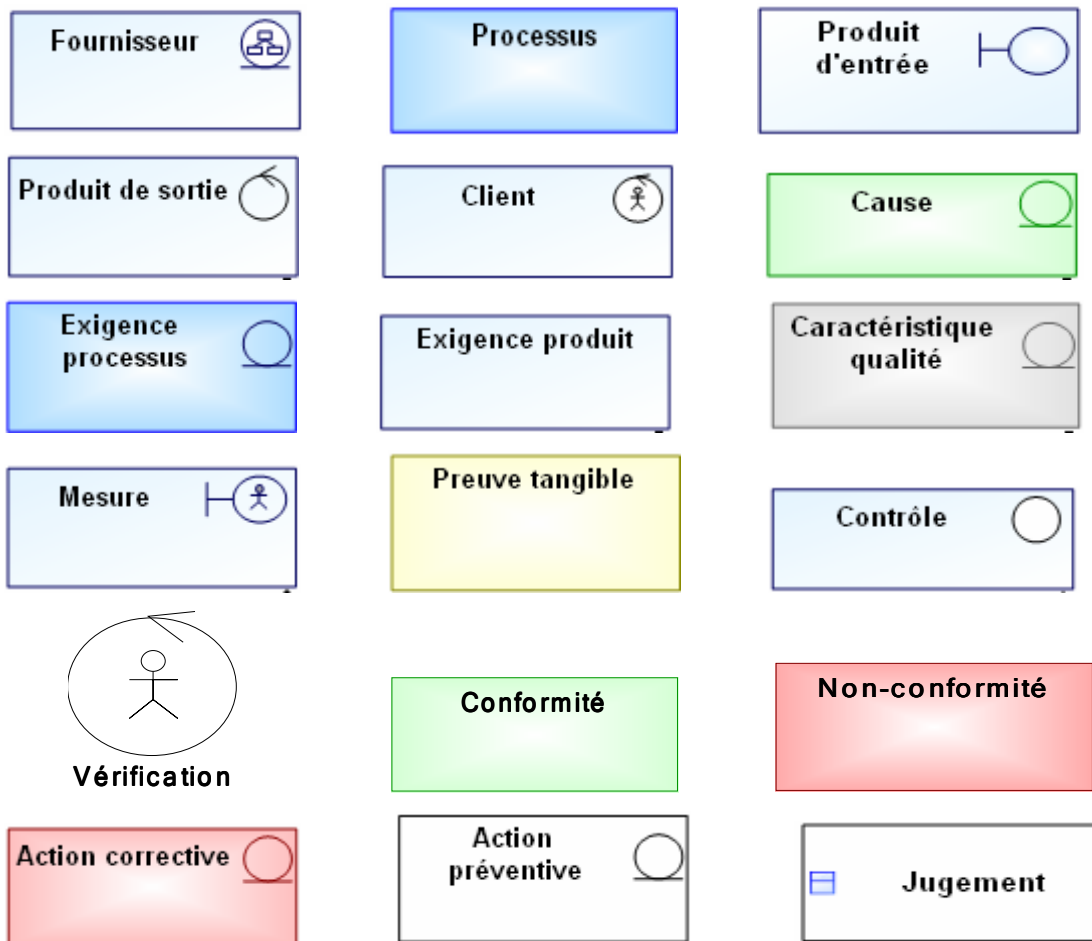 Fournisseur
Processus
Produit
d'entrée
Produit de sortie
Client
Cause
Exigence
processus
Exigence produit
Caractéristique
qualité
Mesure
Preuve tangible
Contrôle
Vérification
Conformité
Non-conformité
Action corrective
Action
préventive
Jugement